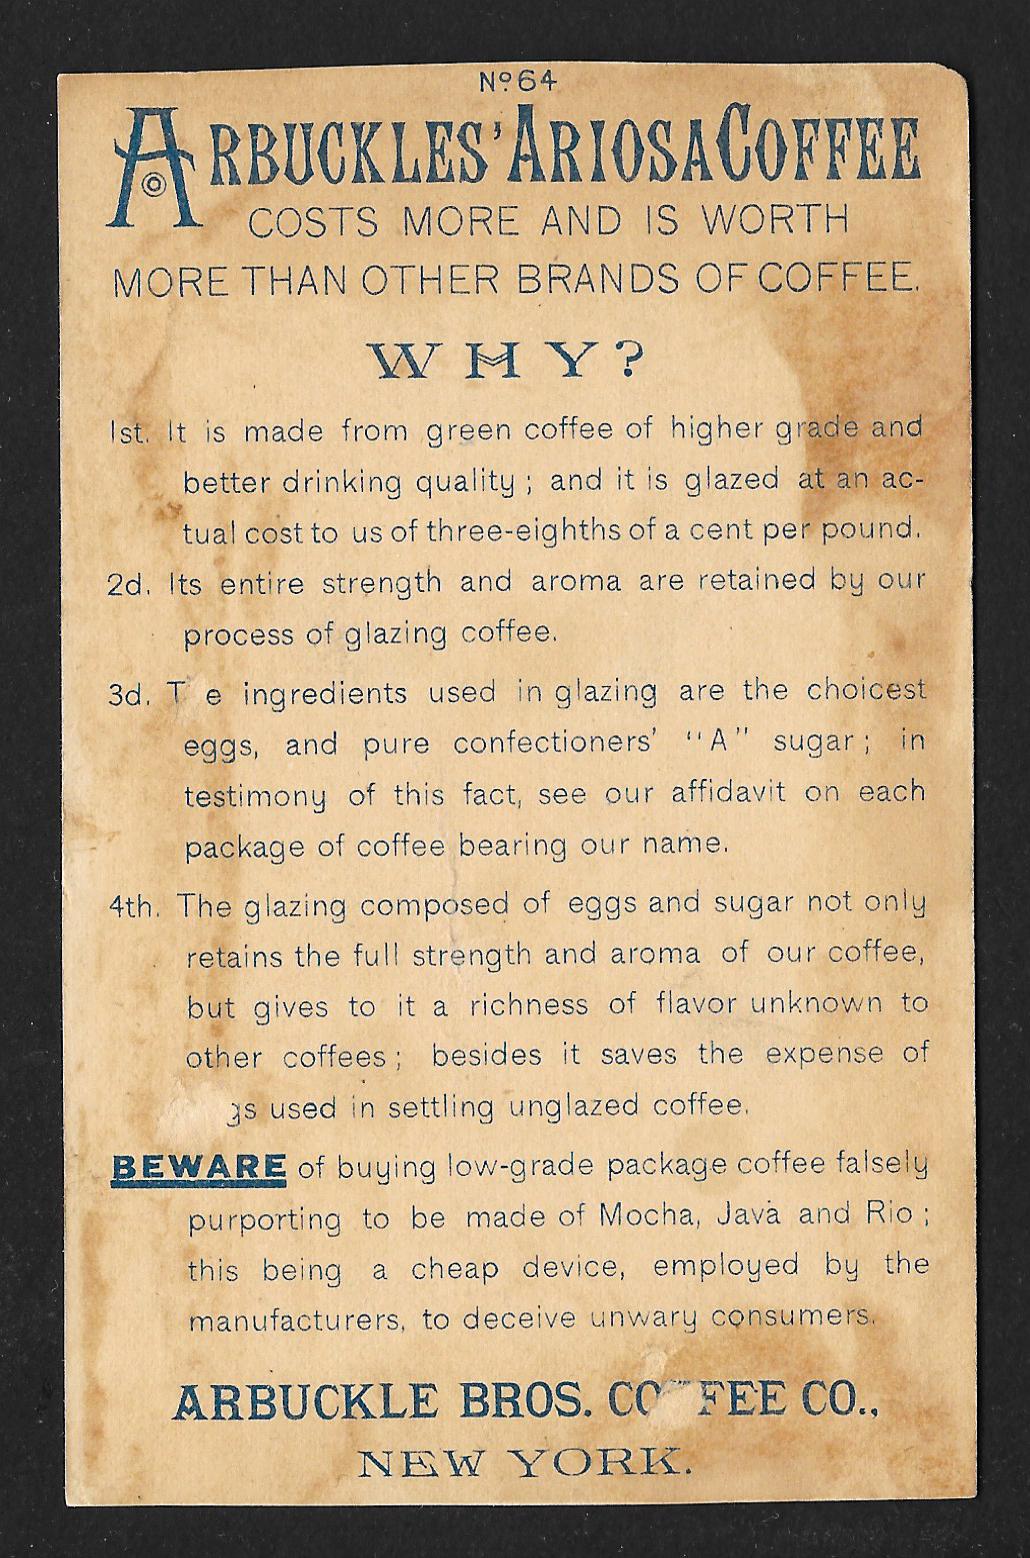 No. 64
ARBUCKLES' ARIOSA COFFEE
COSTS MORE AND IS WORTH
MORE THAN OTHER BRANDS OF COFFEE.
WHY?
1st. It is made from green coffee of higher grade and
better drinking quality; and it is glazed at an ac-
tual cost to us of three-eighths of a cent per pound.
2d. Its entire strength and aroma are retained by our
process of glazing coffee.
3d. T e ingredients used in glazing are the choicest
eggs, and pure confectioners' "A" sugar; in
testimony of this fact, see our affidavit on each
package of coffee bearing our name.
4th. The glazing composed of eggs and sugar not only
retains the full strength and aroma of our coffee,
but gives to it a richness of flavor unknown to
other coffees; besides it saves the expense of
gs used in settling unglazed coffee.
BEWARE of buying low-grade package coffee falsely
purporting to be made of Mocha, Java and Rio;
this being a cheap device, employed by the
manufacturers, to deceive unwary consumers.
ARBUCKLE BROS. CO FEE CO.,
NEW YORK.